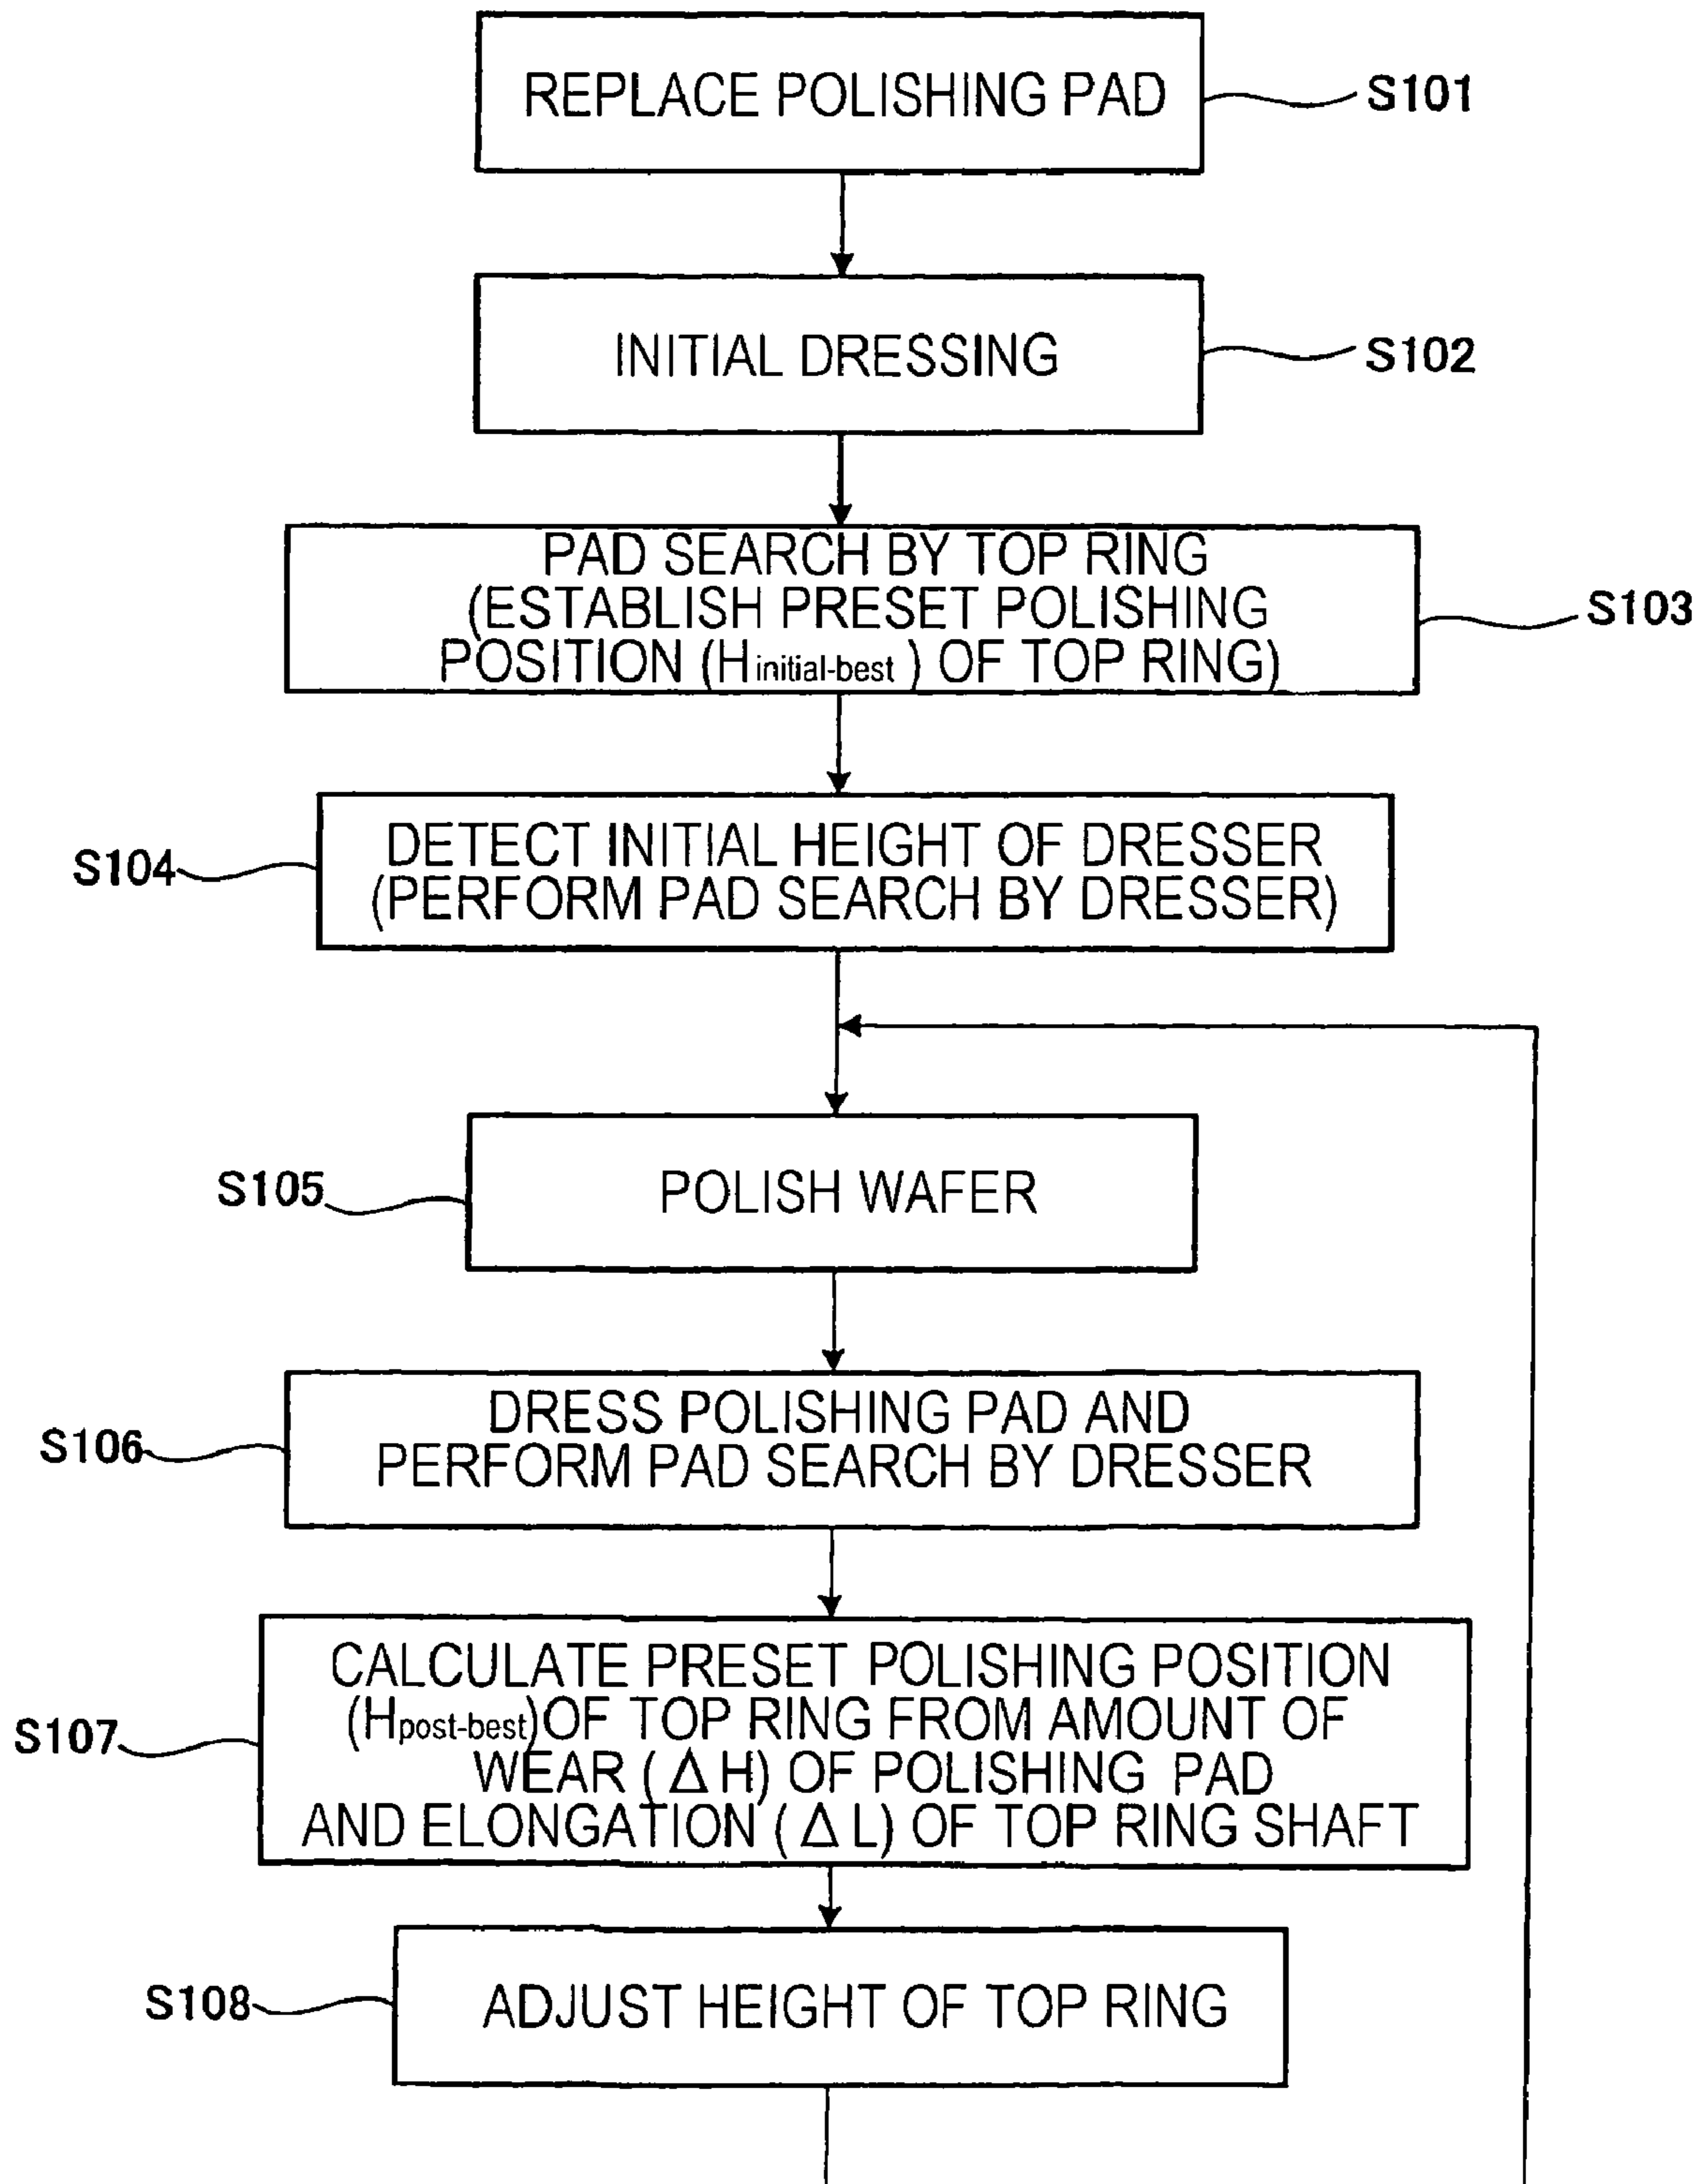 REPLACE POLISHING PAD
S101
INITIAL DRESSING
S102
PAD SEARCH BY TOP RING
(ESTABLISH PRESET POLISHING
POSITION (Hinitial-best) OF TOP RING)
S103
S104
DETECT INITIAL HEIGHT OF DRESSER
(PERFORM PAD SEARCH BY DRESSER)
S105
POLISH WAFER
S106
DRESS POLISHING PAD AND
PERFORM PAD SEARCH BY DRESSER
S107
CALCULATE PRESET POLISHING POSITION
(Hpost-best) OF TOP RING FROM AMOUNT OF
WEAR (ΔH) OF POLISHING PAD
AND ELONGATION (ΔL) OF TOP RING SHAFT
S108
ADJUST HEIGHT OF TOP RING